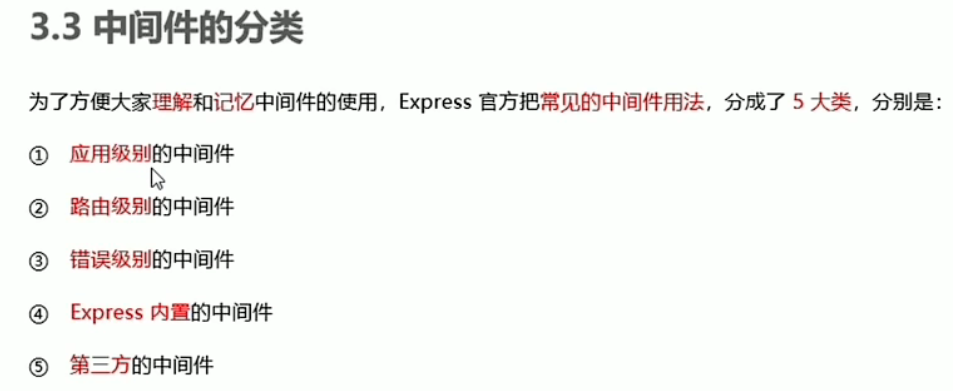 3.3 中间件的分类
为了方便大家理解和记忆中间件的使用，Express 官方把常见的中间件用法，分成了 5 大类，分别是：
① 应用级别的中间件
② 路由级别的中间件
③ 错误级别的中间件
④ Express 内置的中间件
⑤ 第三方的中间件